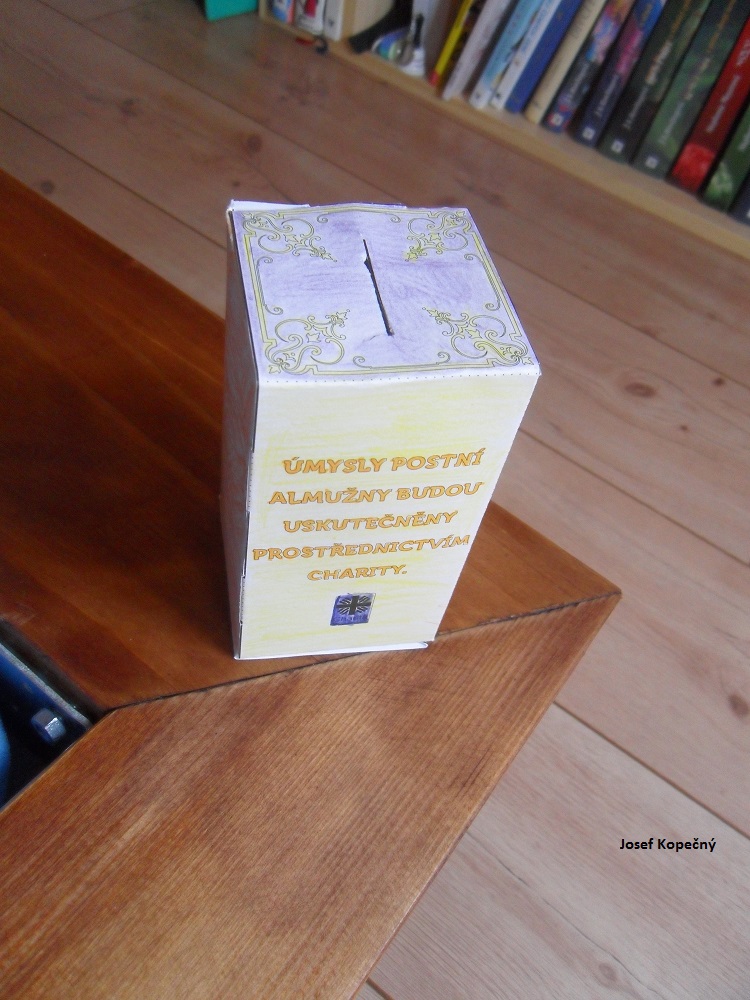 ÚMYSLY POSTNÍ
ALMUŽNY BUDOU
USKUTEČNĚNY
PROSTŘEDNICTVÍM
CHARITY.
Josef Kopečný